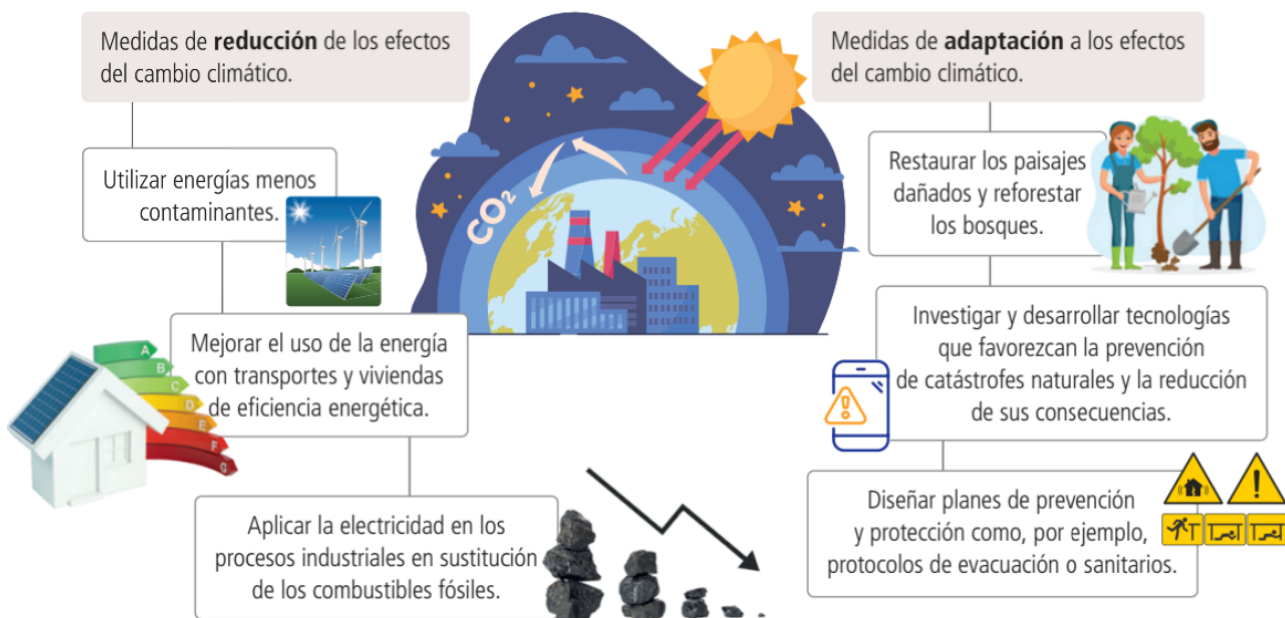 Medidas de reducción de los efectos
del cambio climático.
Utilizar energías menos
contaminantes.
Mejorar el uso de la energía
con transportes y viviendas
de eficiencia energética.
A
B
C
D
E
F
G
Aplicar la electricidad en los
procesos industriales en sustitución
de los combustibles fósiles.
CO2
Medidas de adaptación a los efectos
del cambio climático.
Restaurar los paisajes
dañados y reforestar
los bosques.
Investigar y desarrollar tecnologías
que favorezcan la prevención
de catástrofes naturales y la reducción
de sus consecuencias.
Diseñar planes de prevención
y protección como, por ejemplo,
protocolos de evacuación o sanitarios.